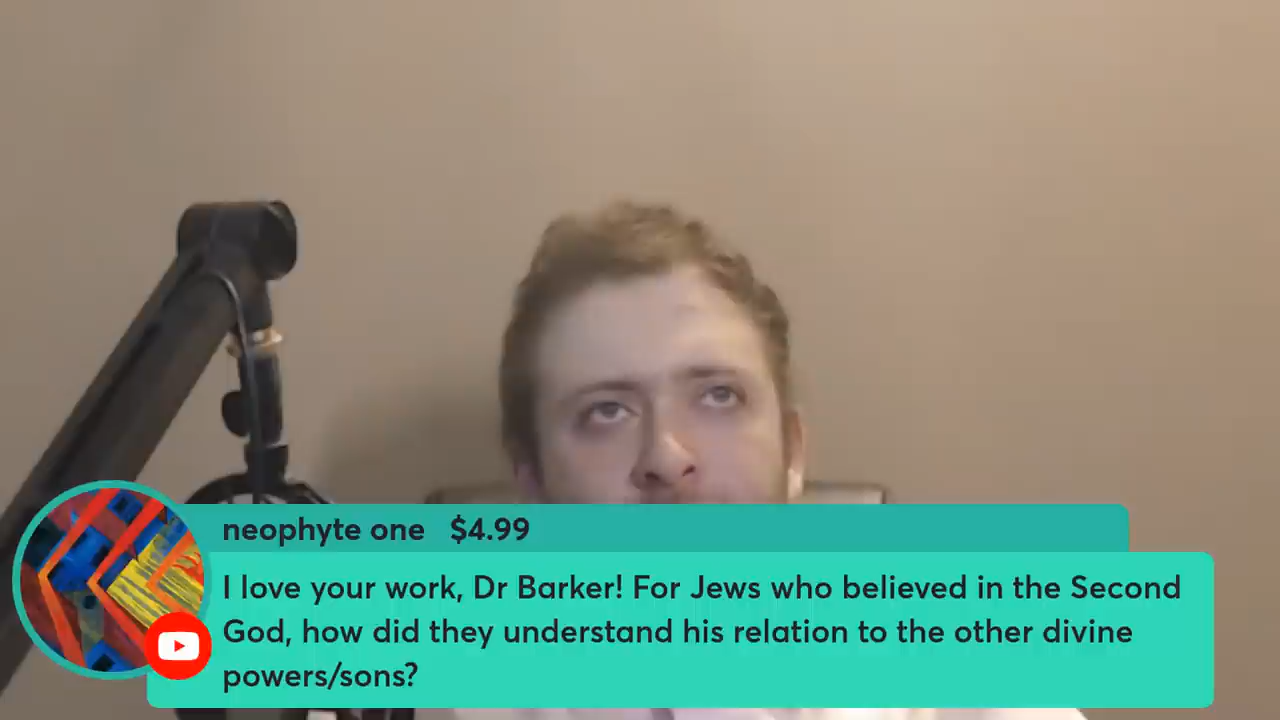 neophyte one $4.99
I love your work, Dr Barker! For Jews who believed in the Second
God, how did they understand his relation to the other divine
powers/sons?